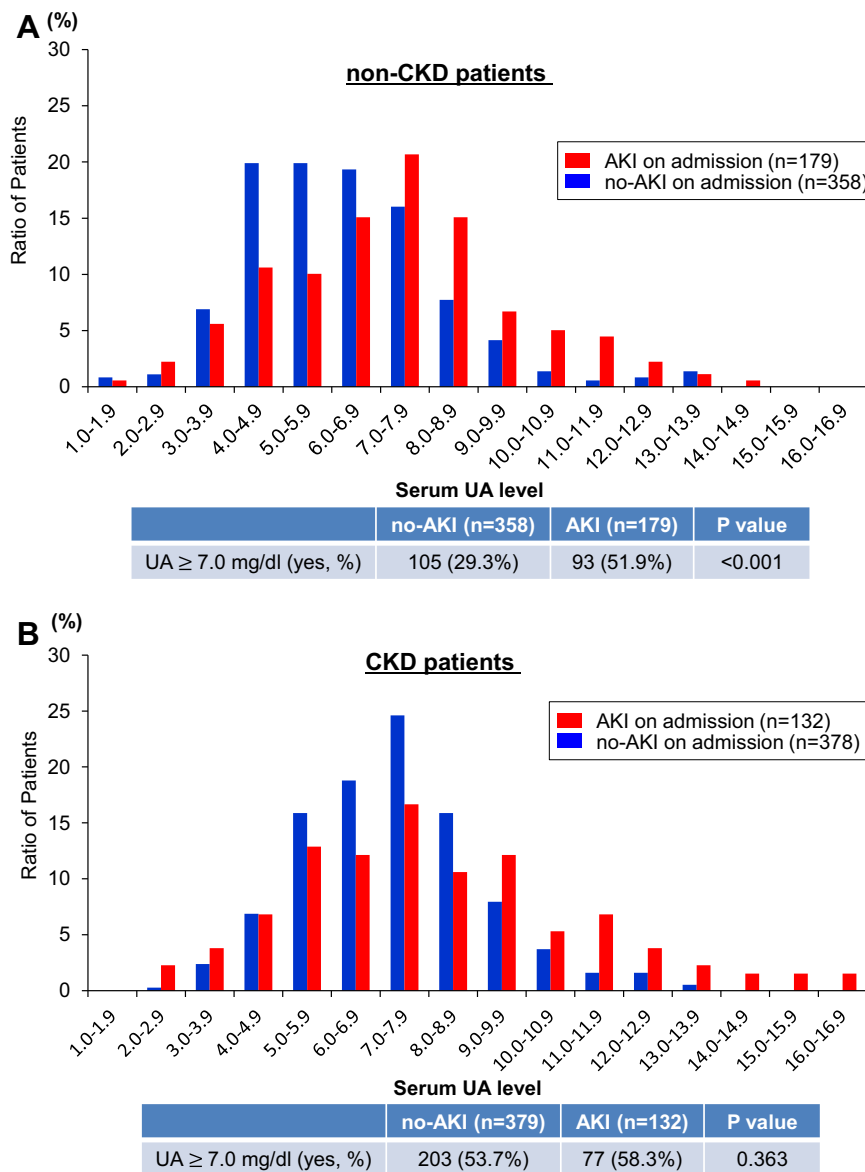 A (%)
non-CKD patients
30
25
20
15
10
5
0
Ratio of Patients
AKI on admission (n=179)
no-AKI on admission (n=358)
1.0-1.9 2.0-2.9 3.0-3.9 4.0-4.9 5.0-5.9 6.0-6.9 7.0-7.9 8.0-8.9 9.0-9.9 10.0-10.9 11.0-11.9 12.0-12.9 13.0-13.9 14.0-14.9 15.0-15.9 16.0-16.9
Serum UA level
no-AKI (n=358) AKI (n=179) P value
UA ≥ 7.0 mg/dl (yes, %) 105 (29.3%) 93 (51.9%) <0.001
B (%)
CKD patients
30
25
20
15
10
5
0
Ratio of Patients
AKI on admission (n=132)
no-AKI on admission (n=378)
1.0-1.9 2.0-2.9 3.0-3.9 4.0-4.9 5.0-5.9 6.0-6.9 7.0-7.9 8.0-8.9 9.0-9.9 10.0-10.9 11.0-11.9 12.0-12.9 13.0-13.9 14.0-14.9 15.0-15.9 16.0-16.9
Serum UA level
no-AKI (n=379) AKI (n=132) P value
UA ≥ 7.0 mg/dl (yes, %) 203 (53.7%) 77 (58.3%) 0.363